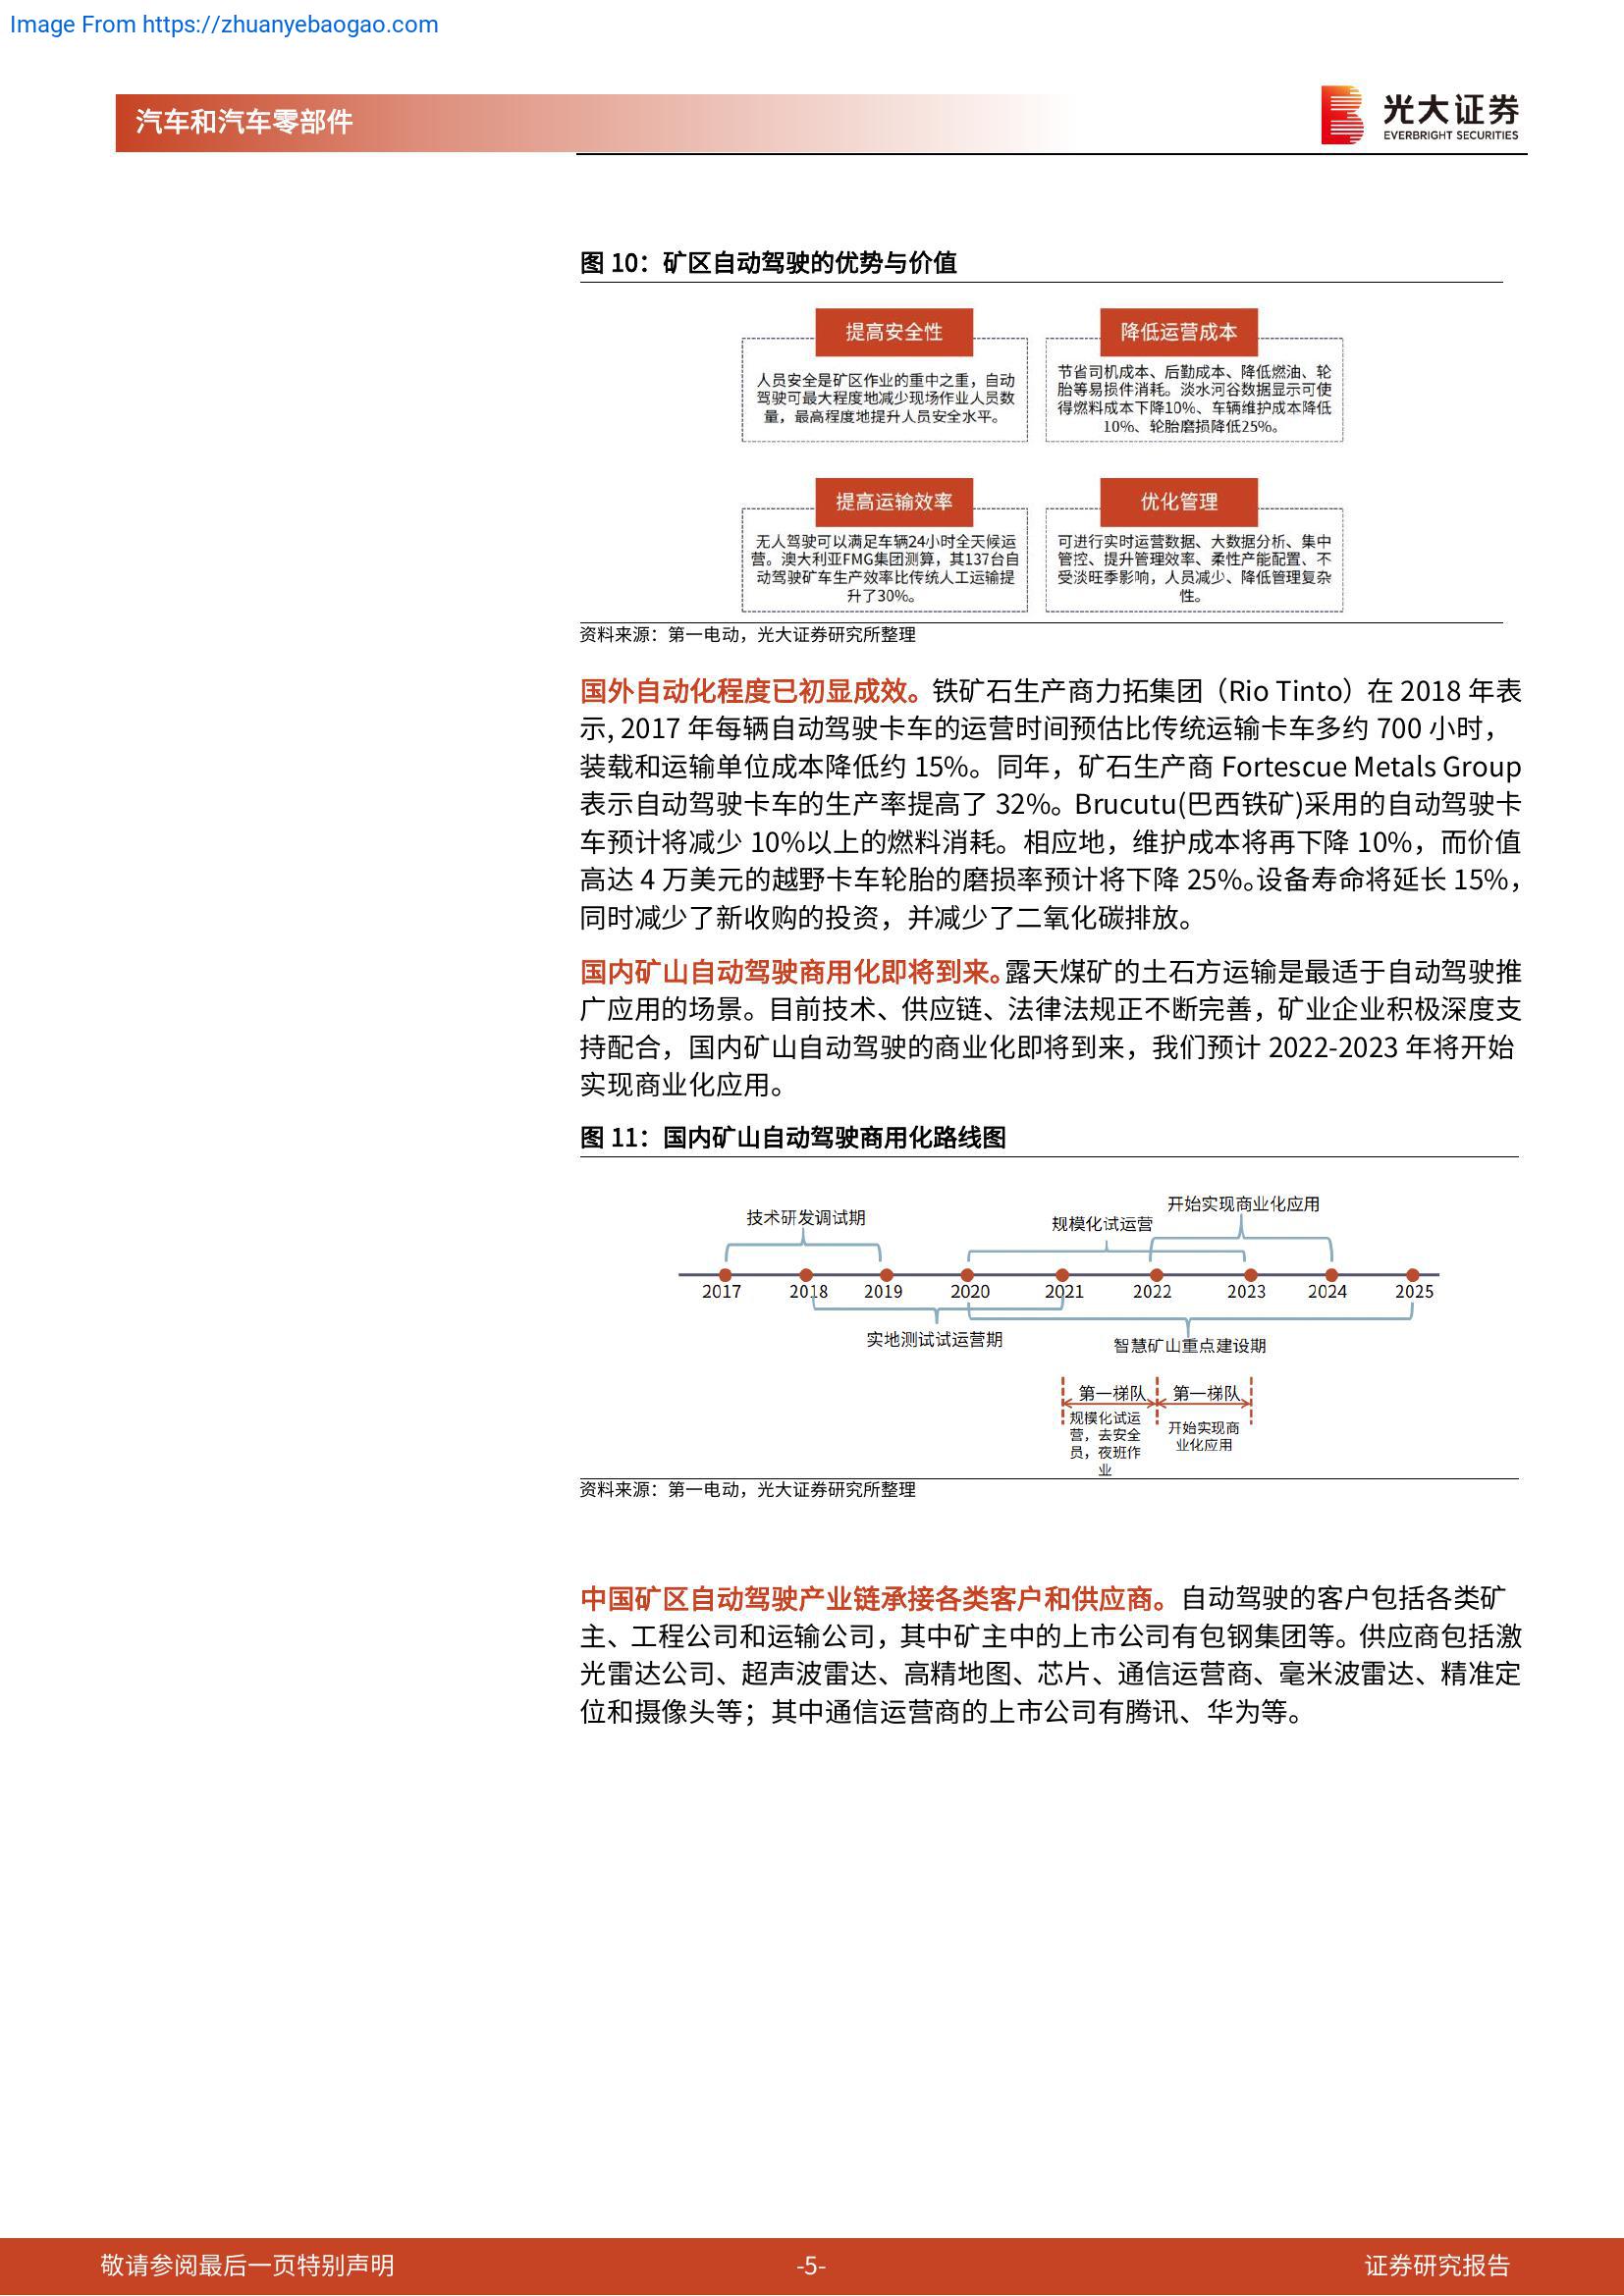 Image From https://zhuanyebaogao.com
汽车和汽车零部件
光大证券
EVERBRIGHT SECURITIES
图 10：矿区自动驾驶的优势与价值
提高安全性
人员安全是矿区作业的重中之重，自动
驾驶可最大程度地减少现场作业人员数
量，最高程度地提升人员安全水平。
降低运营成本
节省司机成本、后勤成本、降低燃油、轮
胎等易损件消耗。淡水河谷数据显示可使
得燃料成本下降10%、车辆维护成本降低
10%、轮胎磨损降低25%。
提高运输效率
无人驾驶可以满足车辆24小时全天候运
营。澳大利亚FMG集团测算，其137台自
动驾驶矿车生产效率比传统人工运输提
升了30%。
优化管理
可进行实时运营数据、大数据分析、集中
管控、提升管理效率、柔性产能配置、不
受淡旺季影响，人员减少、降低管理复杂
性。
资料来源：第一电动，光大证券研究所整理
国外自动化程度已初显成效。铁矿石生产商力拓集团（Rio Tinto）在 2018 年表
示, 2017 年每辆自动驾驶卡车的运营时间预估比传统运输卡车多约 700 小时，
装载和运输单位成本降低约 15%。同年，矿石生产商 Fortescue Metals Group
表示自动驾驶卡车的生产率提高了 32%。Brucutu(巴西铁矿)采用的自动驾驶卡
车预计将减少 10%以上的燃料消耗。相应地，维护成本将再下降 10%，而价值
高达 4 万美元的越野卡车轮胎的磨损率预计将下降 25%。设备寿命将延长 15%，
同时减少了新收购的投资，并减少了二氧化碳排放。
国内矿山自动驾驶商用化即将到来。露天煤矿的土石方运输是最适于自动驾驶推
广应用的场景。目前技术、供应链、法律法规正不断完善，矿业企业积极深度支
持配合，国内矿山自动驾驶的商业化即将到来，我们预计 2022-2023 年将开始
实现商业化应用。
图 11：国内矿山自动驾驶商用化路线图
技术研发调试期
规模化试运营
开始实现商业化应用
2017 2018 2019 2020 2021 2022 2023 2024 2025
实地测试试运营期
智慧矿山重点建设期
第一梯队
规模化试运
营，去安全
员，夜班作
业
第一梯队
开始实现商
业化应用
资料来源：第一电动，光大证券研究所整理
中国矿区自动驾驶产业链承接各类客户和供应商。自动驾驶的客户包括各类矿
主、工程公司和运输公司，其中矿主中的上市公司有包钢集团等。供应商包括激
光雷达公司、超声波雷达、高精地图、芯片、通信运营商、毫米波雷达、精准定
位和摄像头等；其中通信运营商的上市公司有腾讯、华为等。
敬请参阅最后一页特别声明
-5-
证券研究报告